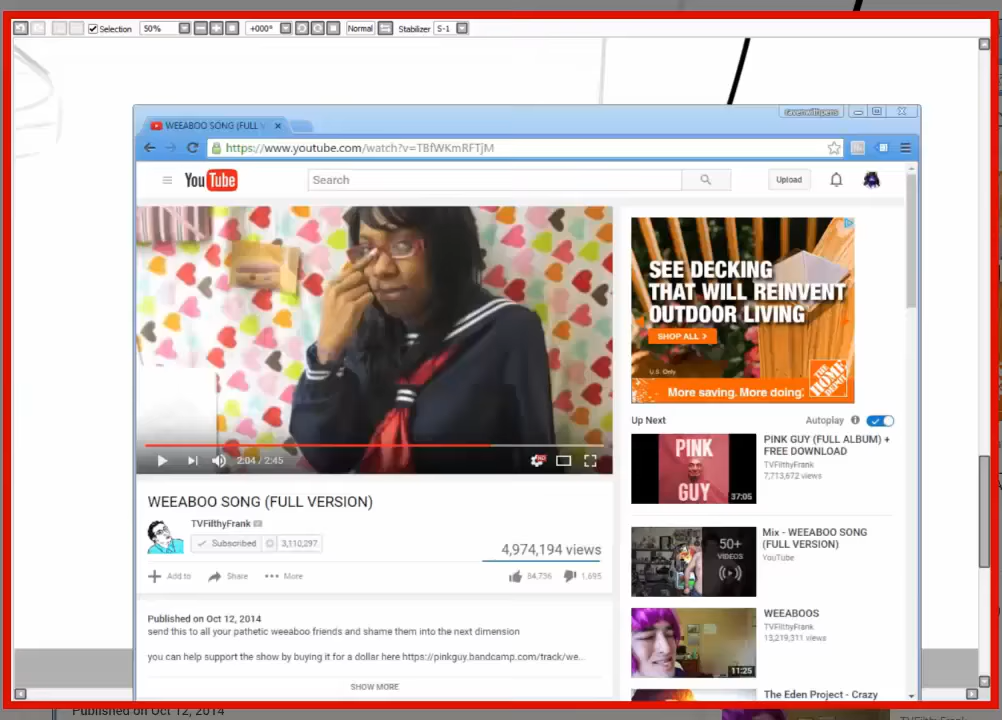 Selection 50% +000° Normal Stabilizer S-1
WEEABOO SONG (FULL V
https://www.youtube.com/watch?v=TBfWKmRFTjM
YouTube
Search
Upload
SEE DECKING
THAT WILL REINVENT
OUTDOOR LIVING
SHOP ALL >
U.S. Only
More saving. More doing.
THE HOME DEPOT
2:04 / 2:45
HD
WEEABOO SONG (FULL VERSION)
TVFilthyFrank
Subscribed 3,110,297
4,974,194 views
Add to Share More
84,736 1,695
Published on Oct 12, 2014
send this to all your pathetic weeaboo friends and shame them into the next dimension
you can help support the show by buying it for a dollar here https://pinkguy.bandcamp.com/track/we...
SHOW MORE
Up Next Autoplay
PINK GUY
37:05
PINK GUY (FULL ALBUM) +
FREE DOWNLOAD
TVFilthyFrank
7,713,672 views
50+
VIDEOS
Mix - WEEABOO SONG
(FULL VERSION)
YouTube
11:25
WEEABOOS
TVFilthyFrank
13,219,311 views
The Eden Project - Crazy
Published on Oct 12, 2014
TVFilthyFrank